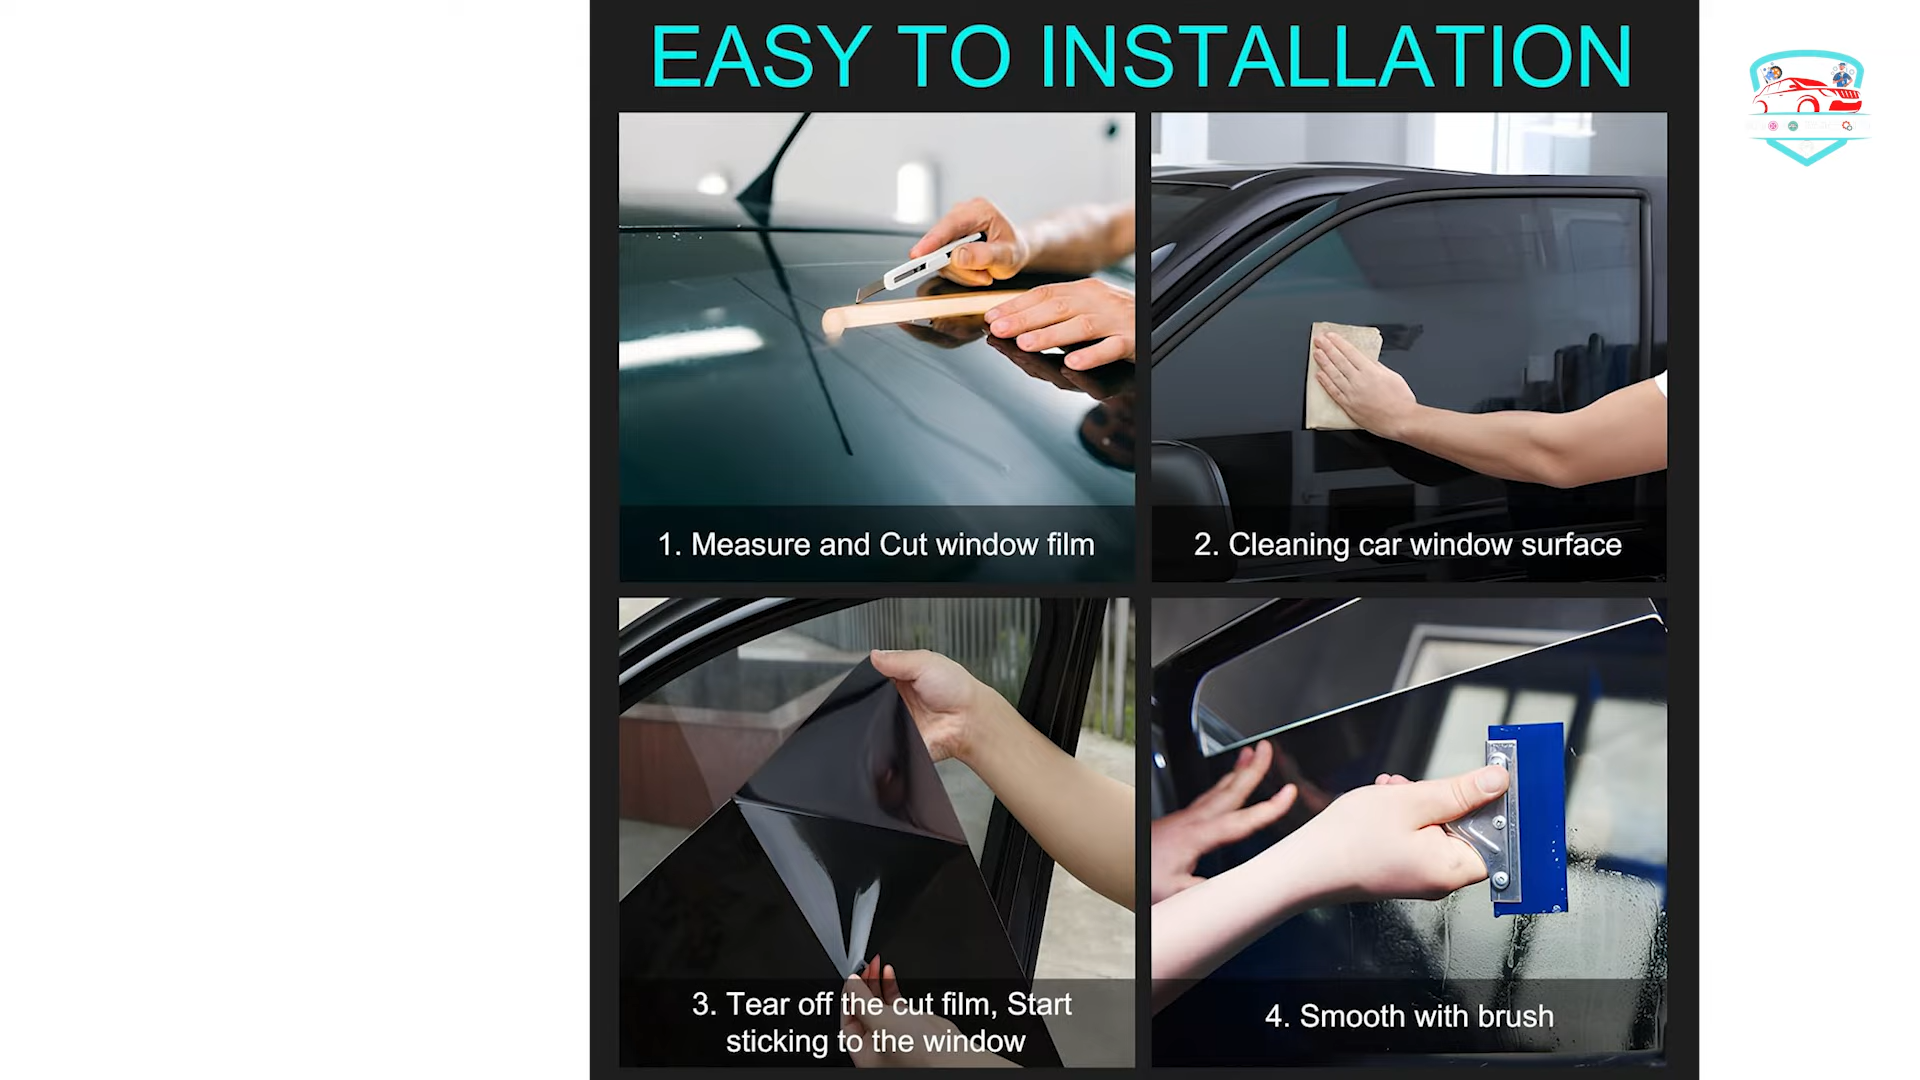 EASY TO INSTALLATION
1. Measure and Cut window film
2. Cleaning car window surface
3. Tear off the cut film, Start
sticking to the window
4. Smooth with brush